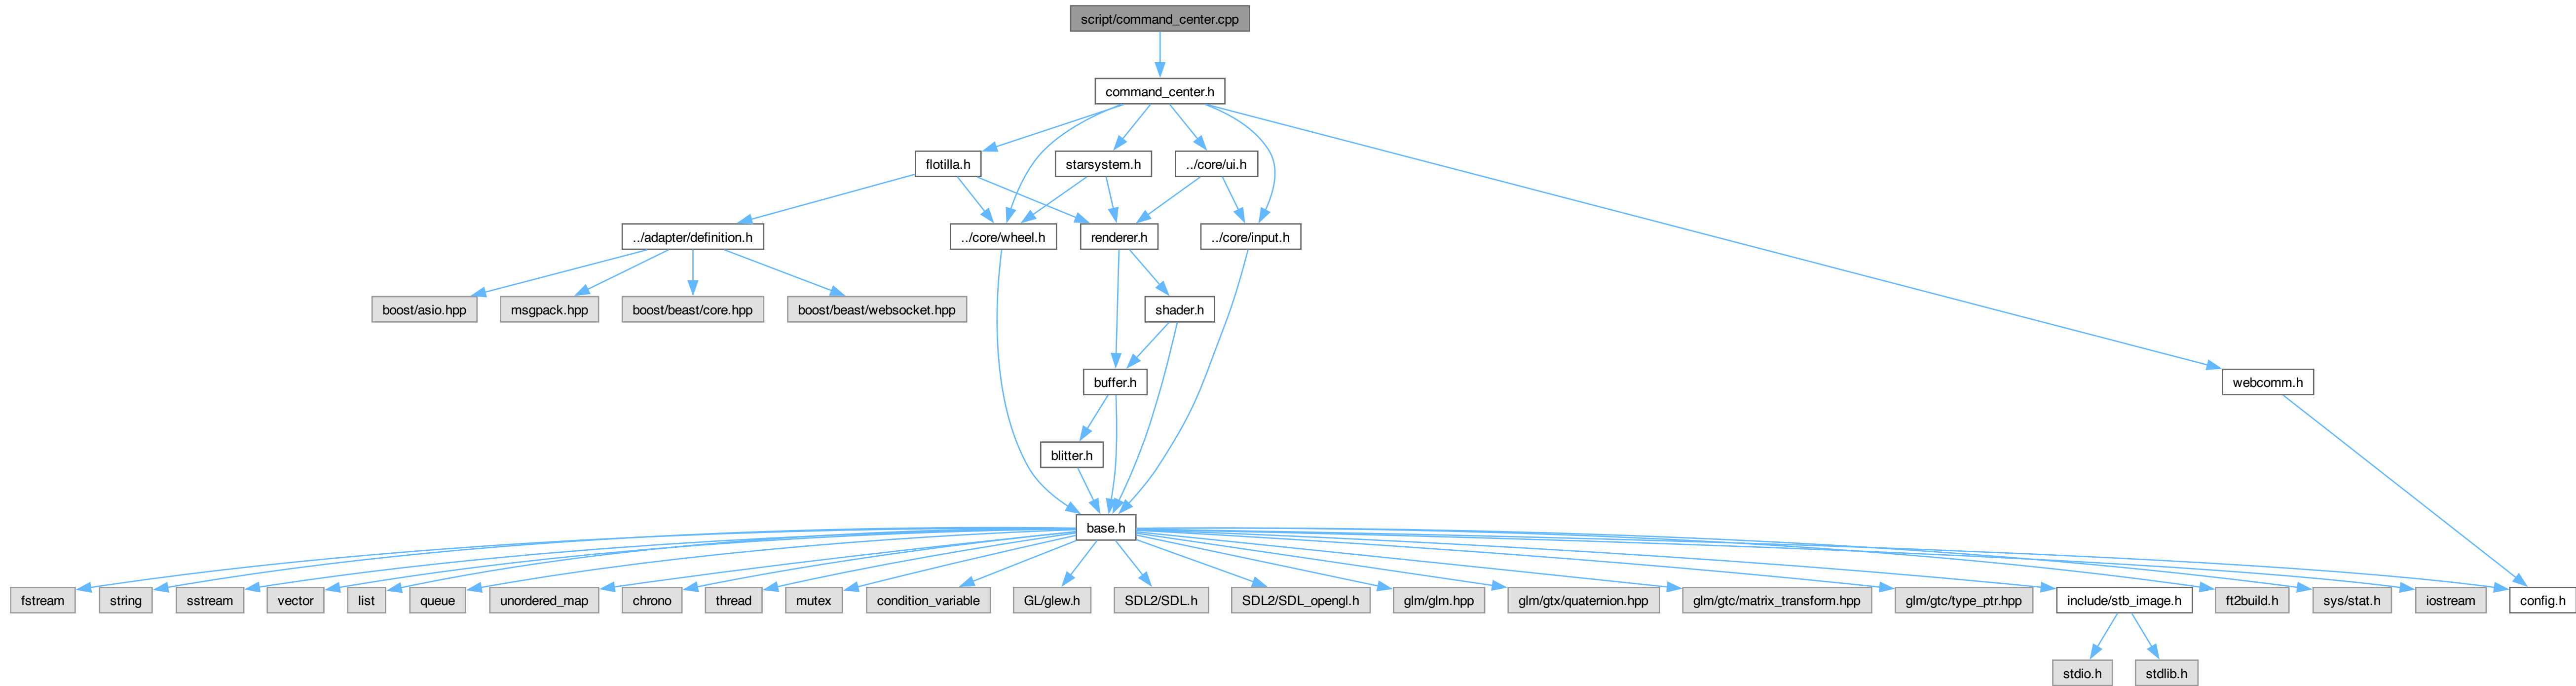 script/command_center.cpp
command_center.h
flotilla.h
starsystem.h
../core/ui.h
../adapter/definition.h
../core/wheel.h
renderer.h
../core/input.h
boost/asio.hpp
msgpack.hpp
boost/beast/core.hpp
boost/beast/websocket.hpp
shader.h
buffer.h
webcomm.h
blitter.h
base.h
fstream
string
sstream
vector
list
queue
unordered_map
chrono
thread
mutex
condition_variable
GL/glew.h
SDL2/SDL.h
SDL2/SDL_opengl.h
glm/glm.hpp
glm/gtx/quaternion.hpp
glm/gtc/matrix_transform.hpp
glm/gtc/type_ptr.hpp
include/stb_image.h
ft2build.h
sys/stat.h
iostream
config.h
stdio.h
stdlib.h